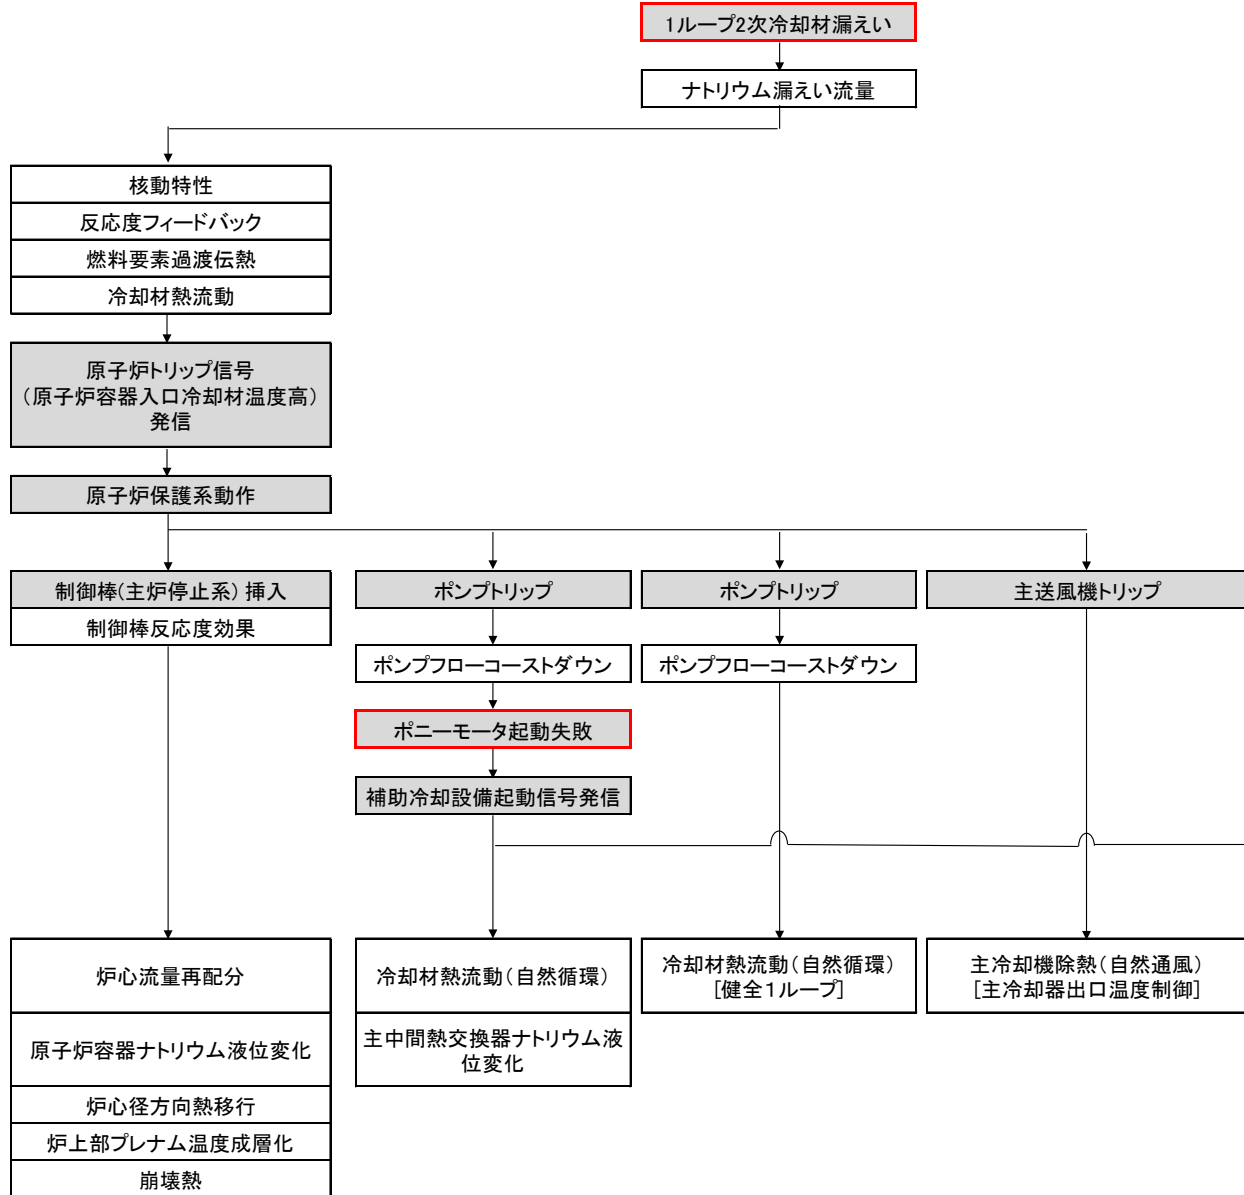 1ループ2次冷却材漏えい
ナトリウム漏えい流量
核動特性
反応度フィードバック
燃料要素過渡伝熱
冷却材熱流動
原子炉トリップ信号
（原子炉容器入口冷却材温度高）
発信
原子炉保護系動作
制御棒(主炉停止系) 挿入
制御棒反応度効果
ポンプトリップ
ポンプフローコーストダウン
ポニーモータ起動失敗
補助冷却設備起動信号発信
ポンプトリップ
ポンプフローコーストダウン
主送風機トリップ
炉心流量再配分
原子炉容器ナトリウム液位変化
炉心径方向熱移行
炉上部プレナム温度成層化
崩壊熱
冷却材熱流動（自然循環）
主中間熱交換器ナトリウム液
位変化
冷却材熱流動（自然循環）
[健全１ループ]
主冷却機除熱（自然通風）
[主冷却器出口温度制御]